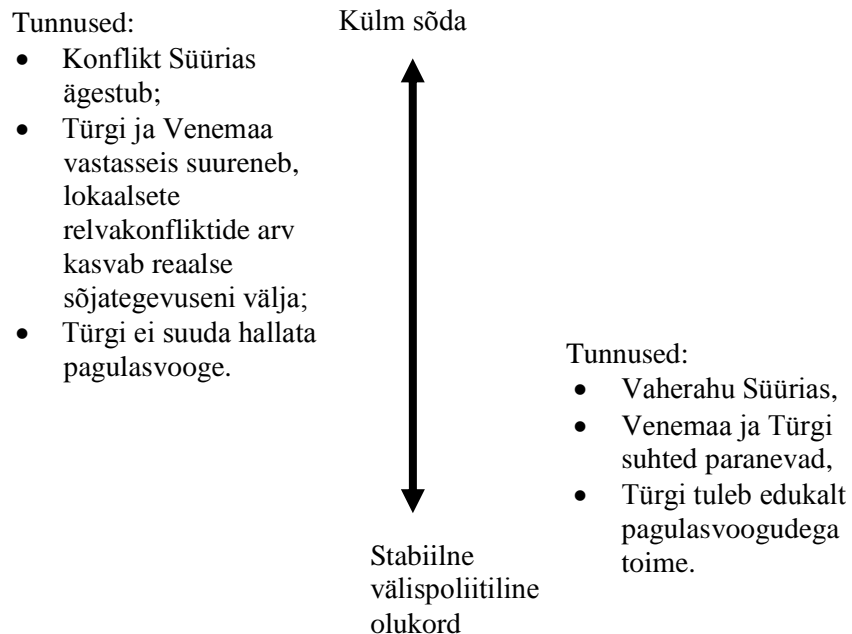 Tunnused:
• Konflikt Süürias
ägestub;
• Türgi ja Venemaa
vastasseis suureneb,
lokaalsete
relvakonfliktide arv
kasvab reaalse
sõjategevuseni välja;
• Türgi ei suuda hallata
pagulasvooge.
Külm sõda
Tunnused:
• Vaherahu Süürias,
• Venemaa ja Türgi
suhted paranevad,
• Türgi tuleb edukalt
pagulasvoogudega
toime.
Stabiilne
välispoliitiline
olukord